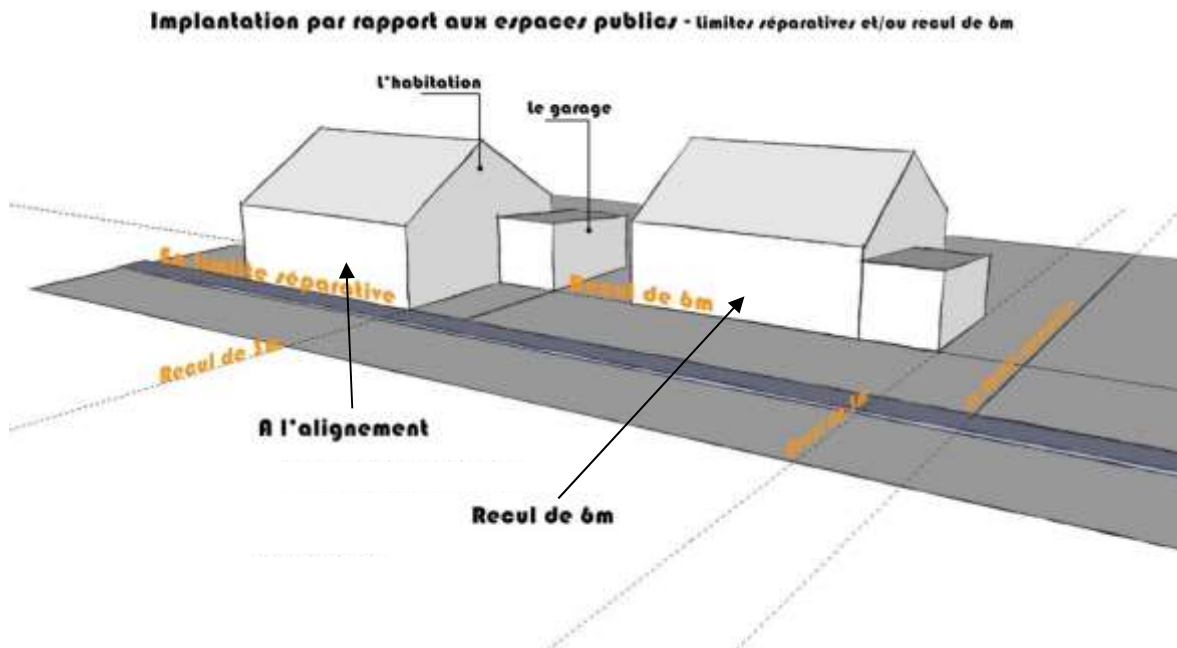 Implantation par rapport aux espaces publics - Limites séparatives et/ou recul de 6m
L'habitation
Le garage
En limite séparative
Recul de 6m
Recul de 3m
A l'alignement
Recul de 6m